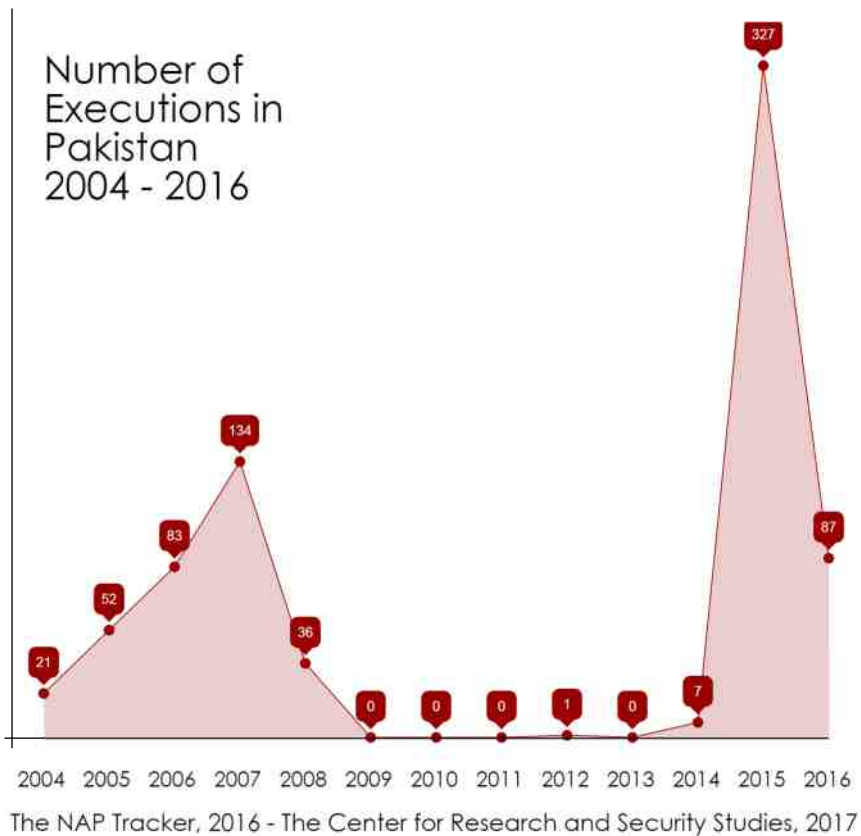 Number of
Executions in
Pakistan
2004 - 2016
327
134
83
87
52
36
21
0
0
0
1
0
7
2004 2005 2006 2007 2008 2009 2010 2011 2012 2013 2014 2015 2016
The NAP Tracker, 2016 - The Center for Research and Security Studies, 2017